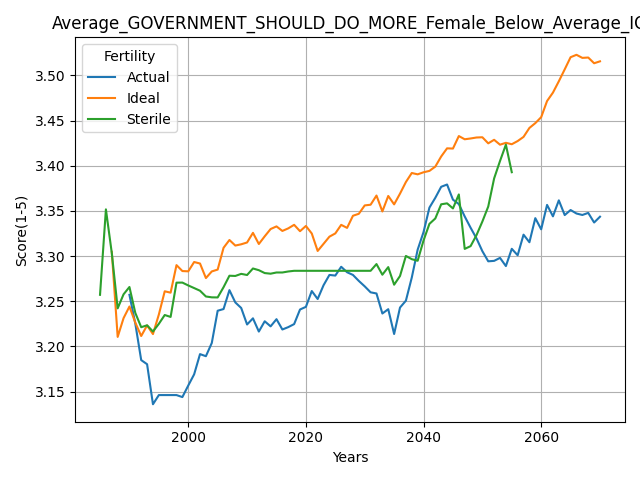 Average_GOVERNMENT_SHOULD_DO_MORE_Female_Below_Average_IQ
Fertility
Actual
Ideal
Sterile
3.50
3.45
3.40
3.35
3.30
3.25
3.20
3.15
Score(1-5)
2000
2020
2040
2060
Years